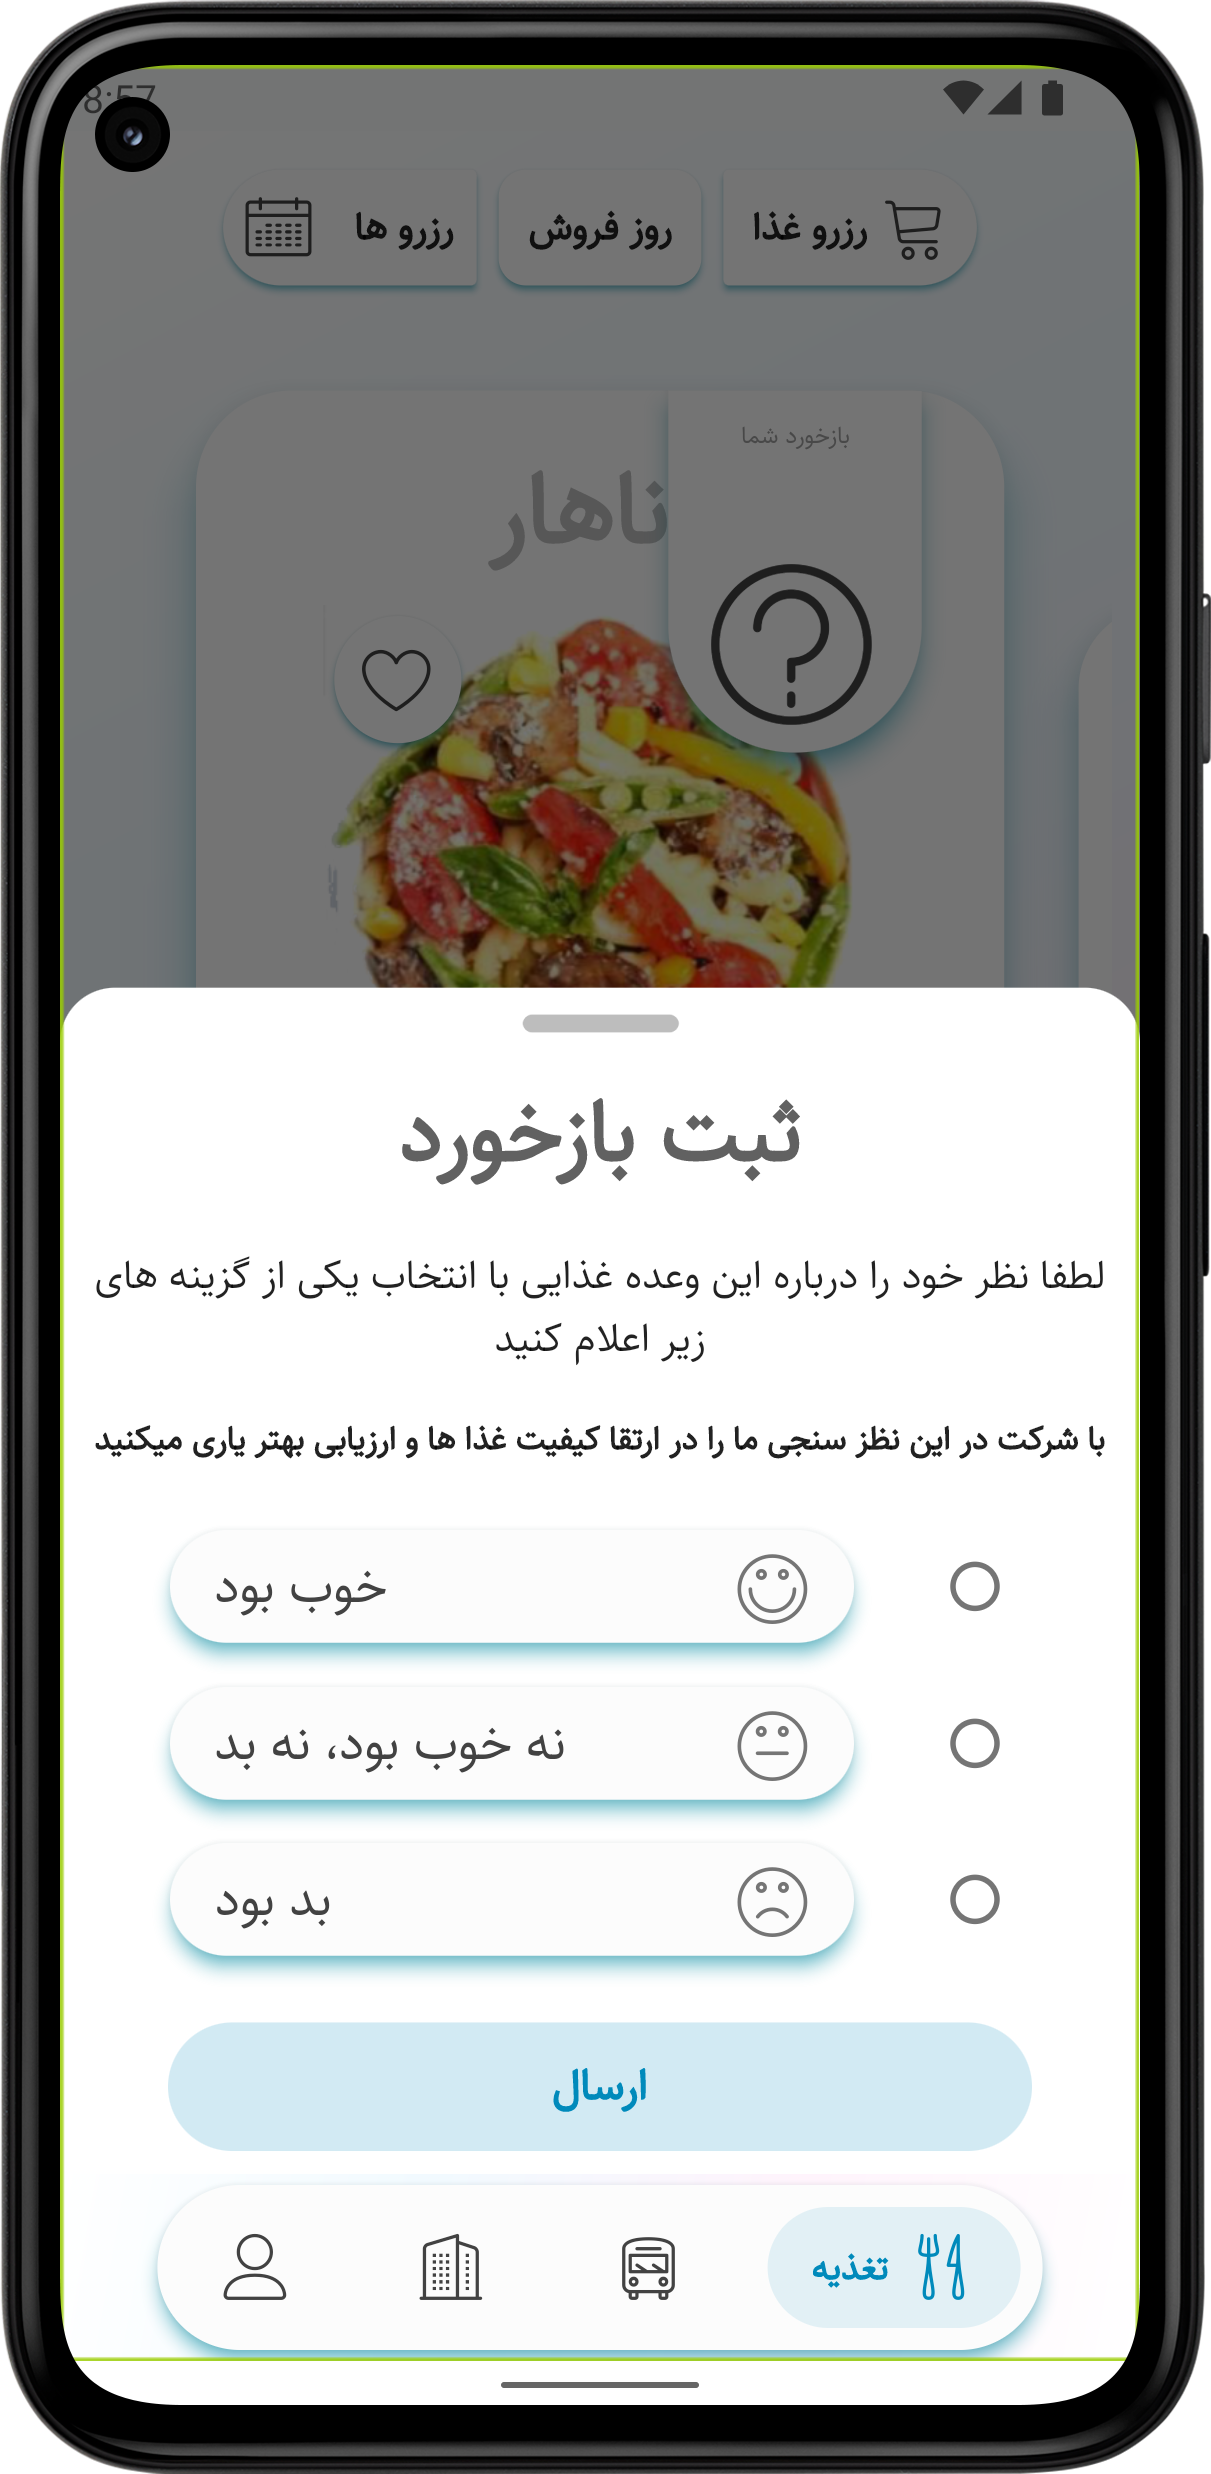 8:57
رزرو غذا
روز فروش
رزرو ها
بازخورد شما
ناهار
ثبت بازخورد
لطفا نظر خود را درباره این وعده غذایی با انتخاب یکی از گزینه های
زیر اعلام کنید
با شرکت در این نظز سنجی ما را در ارتقا کیفیت غذا ها و ارزیابی بهتر یاری میکنید
خوب بود
نه خوب بود، نه بد
بد بود
ارسال
تغذیه